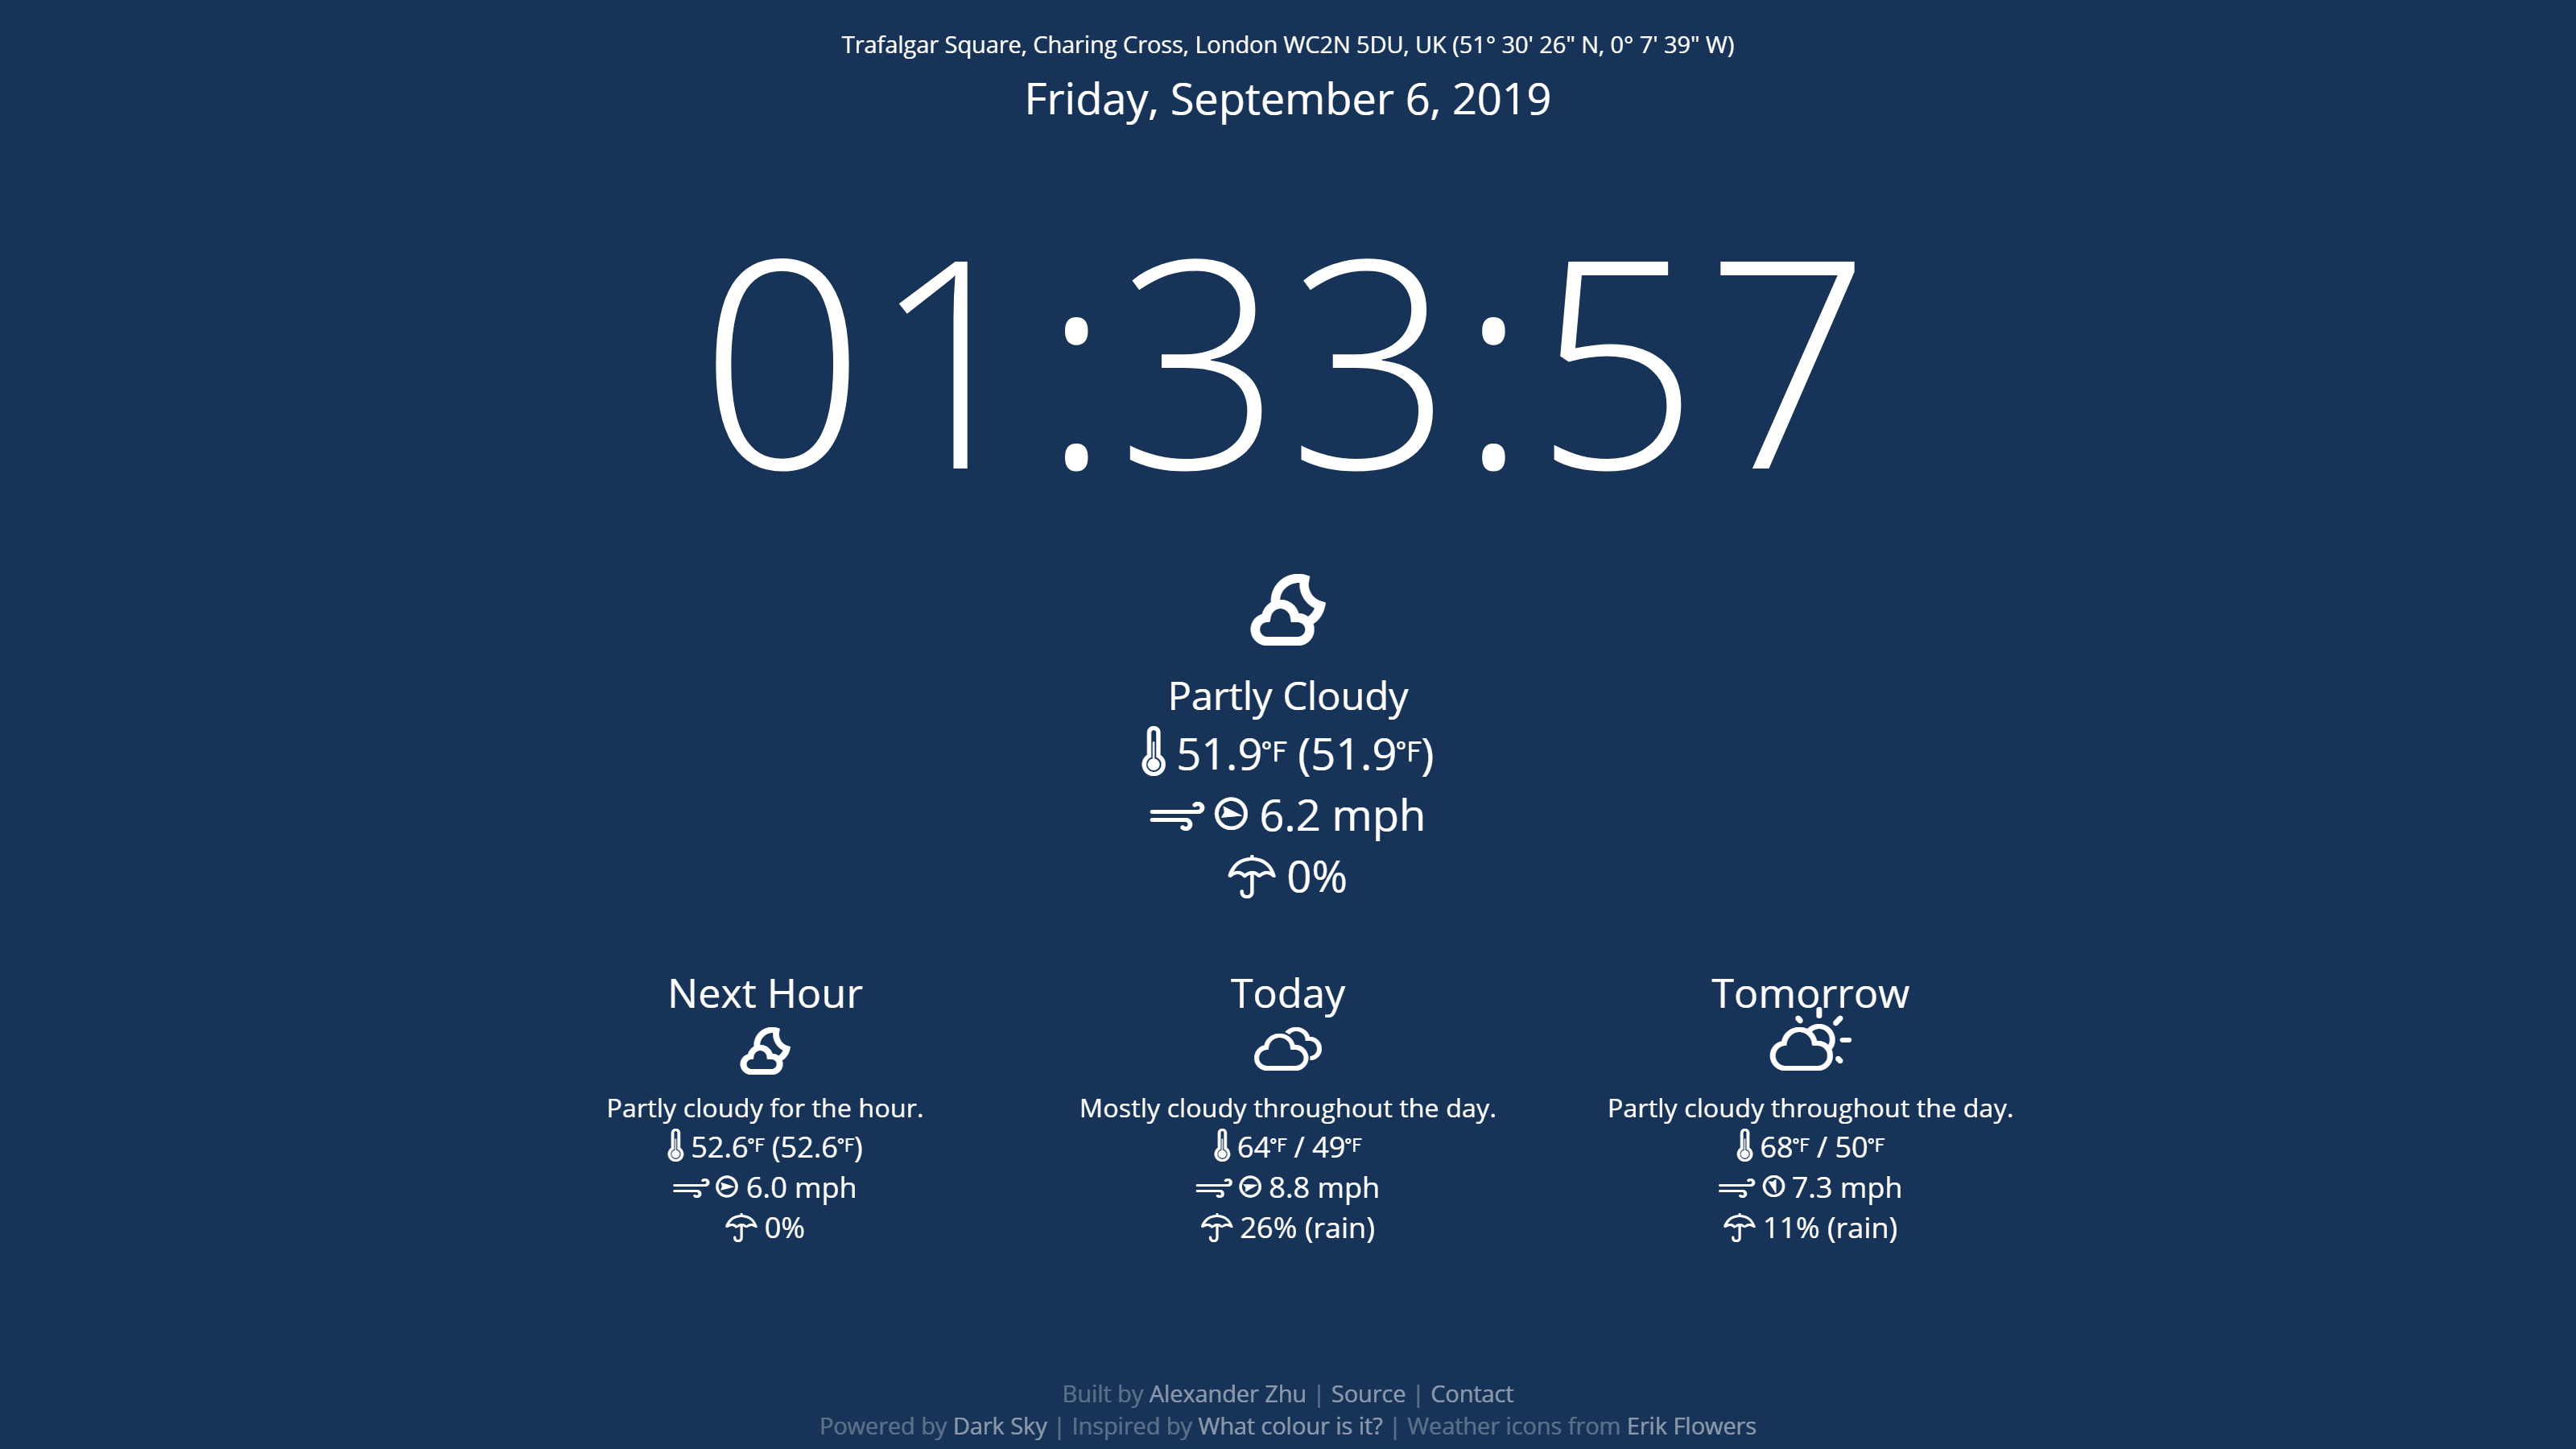 Trafalgar Square, Charing Cross, London WC2N 5DU, UK (51° 30' 26" N, 0° 7' 39" W)
Friday, September 6, 2019
01:33:57
Partly Cloudy
51.9°F (51.9°F)
6.2 mph
0%
Next Hour
Partly cloudy for the hour.
52.6°F (52.6°F)
6.0 mph
0%
Today
Mostly cloudy throughout the day.
64°F / 49°F
8.8 mph
26% (rain)
Tomorrow
Partly cloudy throughout the day.
68°F / 50°F
7.3 mph
11% (rain)
Built by Alexander Zhu | Source | Contact
Powered by Dark Sky | Inspired by What colour is it? | Weather icons from Erik Flowers